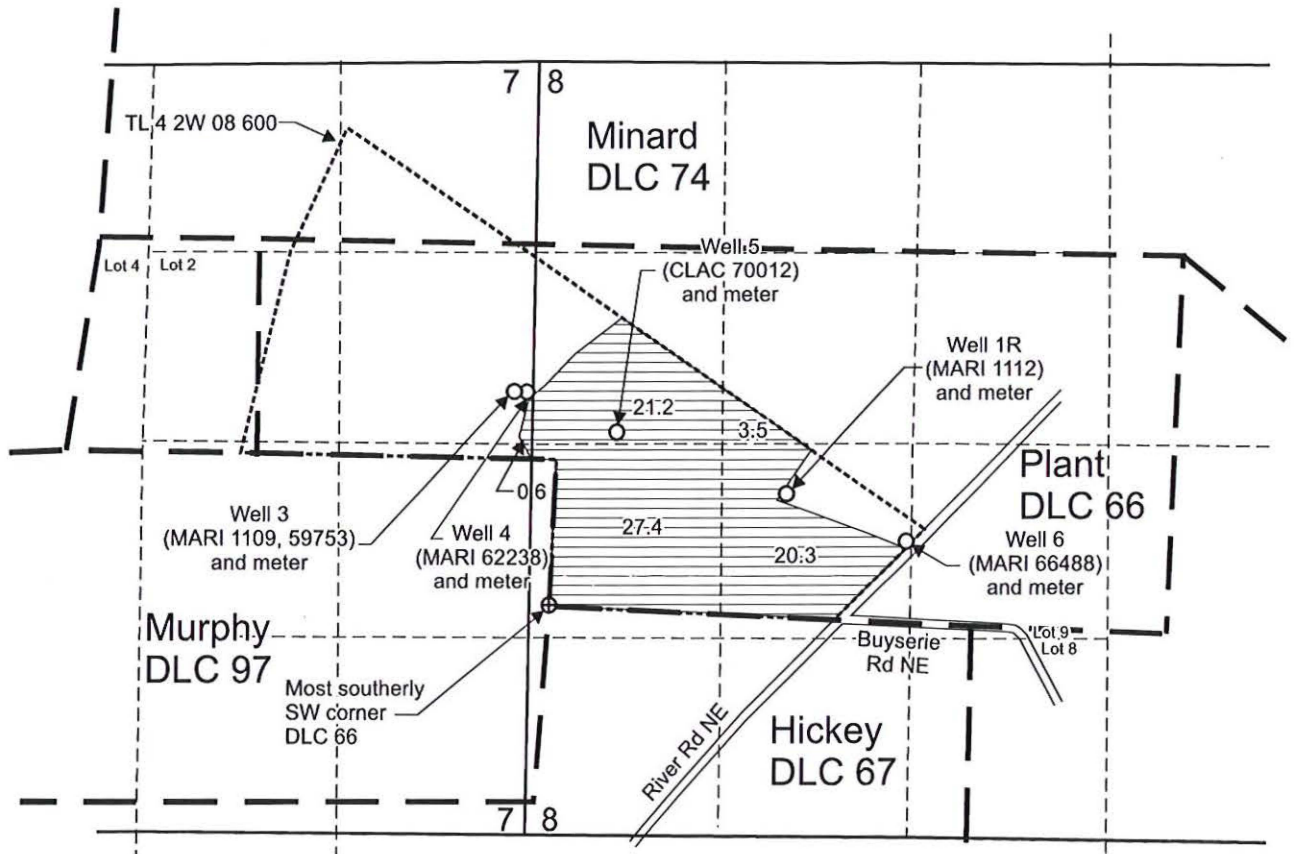 7 8
TL 4 2W 08 600
Minard
DLC 74
Well 5
(CLAC 70012)
and meter
Lot 4
Lot 2
Well 1R
(MARI 1112)
and meter
21.2
3.5
Plant
DLC 66
0.6
Well 3
(MARI 1109, 59753)
and meter
Well 4
(MARI 62238)
and meter
27.4
20.3
Well 6
(MARI 66488)
and meter
Murphy
DLC 97
Buyserie
Rd NE
Lot 9
Lot 8
Most southerly
SW corner
DLC 66
River Rd NE
Hickey
DLC 67
7 8